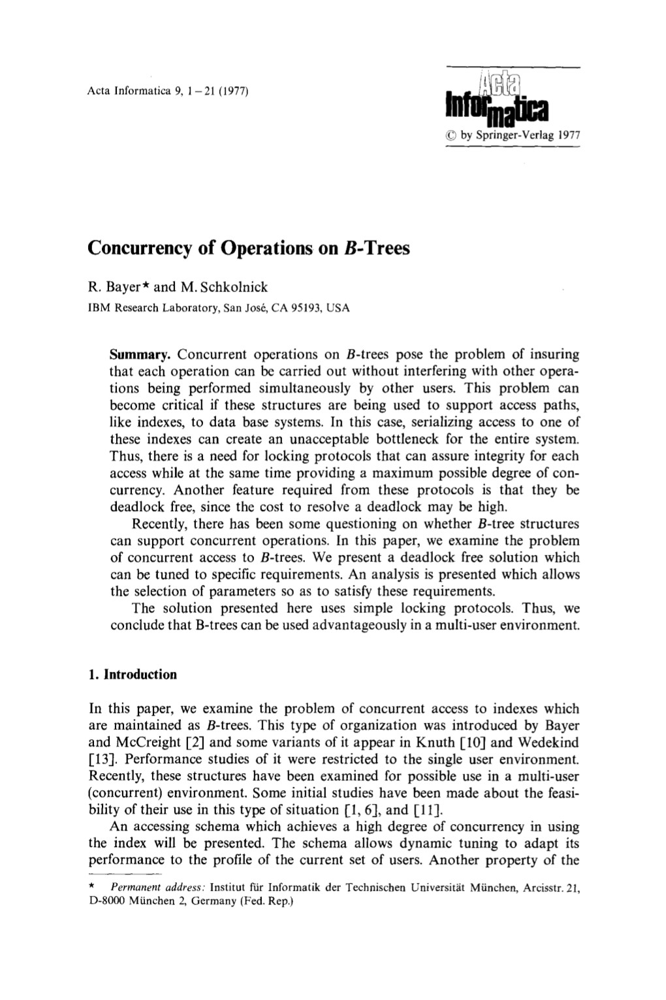 Acta Informatica 9, 1–21 (1977)
Acta
Informatica
© by Springer-Verlag 1977
Concurrency of Operations on B-Trees
R. Bayer* and M. Schkolnick
IBM Research Laboratory, San José, CA 95193, USA
Summary. Concurrent operations on B-trees pose the problem of insuring
that each operation can be carried out without interfering with other opera-
tions being performed simultaneously by other users. This problem can
become critical if these structures are being used to support access paths,
like indexes, to data base systems. In this case, serializing access to one of
these indexes can create an unacceptable bottleneck for the entire system.
Thus, there is a need for locking protocols that can assure integrity for each
access while at the same time providing a maximum possible degree of con-
currency. Another feature required from these protocols is that they be
deadlock free, since the cost to resolve a deadlock may be high.
Recently, there has been some questioning on whether B-tree structures
can support concurrent operations. In this paper, we examine the problem
of concurrent access to B-trees. We present a deadlock free solution which
can be tuned to specific requirements. An analysis is presented which allows
the selection of parameters so as to satisfy these requirements.
The solution presented here uses simple locking protocols. Thus, we
conclude that B-trees can be used advantageously in a multi-user environment.
1. Introduction
In this paper, we examine the problem of concurrent access to indexes which
are maintained as B-trees. This type of organization was introduced by Bayer
and McCreight [2] and some variants of it appear in Knuth [10] and Wedekind
[13]. Performance studies of it were restricted to the single user environment.
Recently, these structures have been examined for possible use in a multi-user
(concurrent) environment. Some initial studies have been made about the feasi-
bility of their use in this type of situation [1, 6], and [11].
An accessing schema which achieves a high degree of concurrency in using
the index will be presented. The schema allows dynamic tuning to adapt its
performance to the profile of the current set of users. Another property of the
* Permanent address: Institut für Informatik der Technischen Universität München, Arcisstr. 21,
D-8000 München 2, Germany (Fed. Rep.)